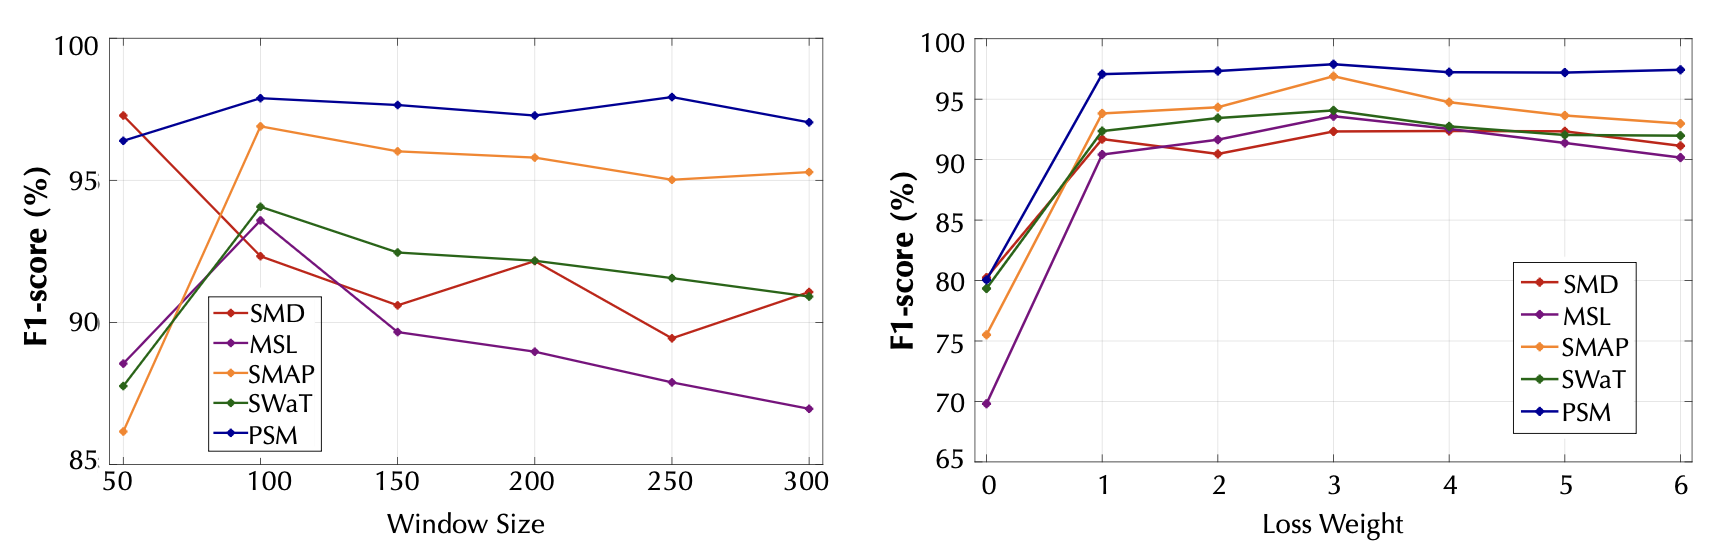 100
95
90
85
F1-score (%)
SMD
MSL
SMAP
SWaT
PSM
50 100 150 200 250 300
Window Size
100
95
90
85
80
75
70
65
F1-score (%)
SMD
MSL
SMAP
SWaT
PSM
0 1 2 3 4 5 6
Loss Weight